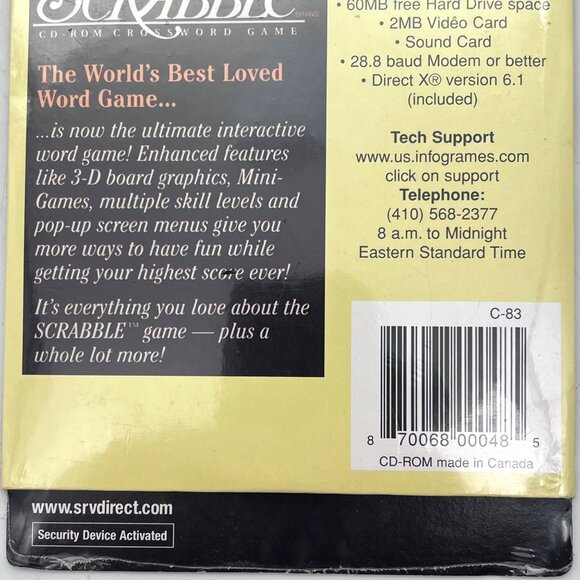 SCRABBLE BRAND
CD-ROM CROSSWORD GAME
The World's Best Loved
Word Game...
...is now the ultimate interactive
word game! Enhanced features
like 3-D board graphics, Mini-
Games, multiple skill levels and
pop-up screen menus give you
more ways to have fun while
getting your highest score ever!
It's everything you love about the
SCRABBLE™ game — plus a
whole lot more!
• 60MB free Hard Drive space
• 2MB Video Card
• Sound Card
• 28.8 baud Modem or better
• Direct X® version 6.1
(included)
Tech Support
www.us.infogrames.com
click on support
Telephone:
(410) 568-2377
8 a.m. to Midnight
Eastern Standard Time
C-83
8 70068 00048 5
CD-ROM made in Canada
www.srvdirect.com
Security Device Activated